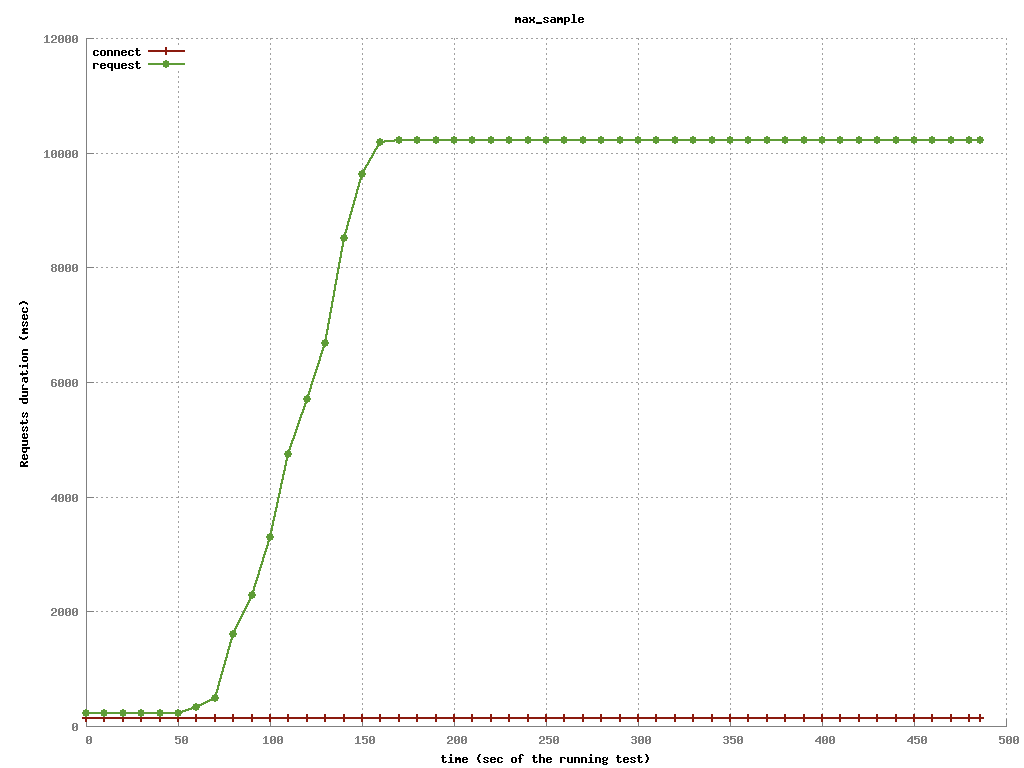 max_sample
12000
connect
request
10000
8000
6000
4000
2000
0
Requests duration (msec)
0 50 100 150 200 250 300 350 400 450 500
time (sec of the running test)